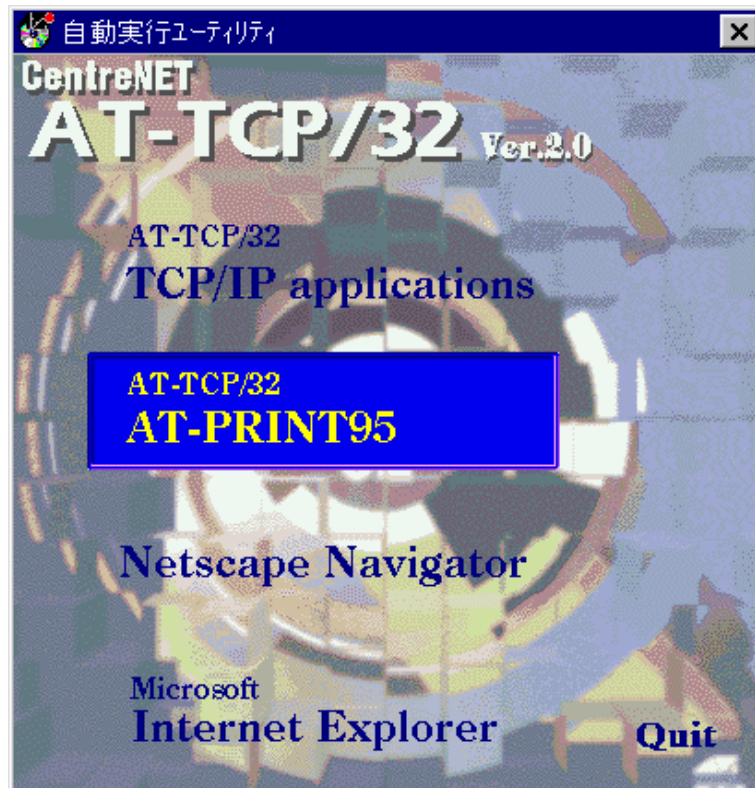 自動実行ﾕｰﾃｨﾘﾃｨ
CentreNET
AT-TCP/32 Ver.2.0
AT-TCP/32
TCP/IP applications
AT-TCP/32
AT-PRINT95
Netscape Navigator
Microsoft
Internet Explorer
Quit